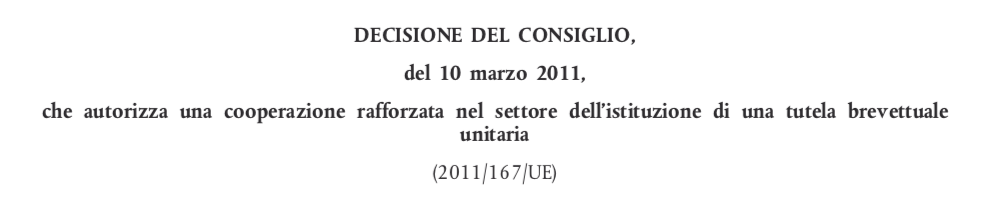 DECISIONE DEL CONSIGLIO,
del 10 marzo 2011,
che autorizza una cooperazione rafforzata nel settore dell'istituzione di una tutela brevettuale
unitaria
(2011/167/UE)